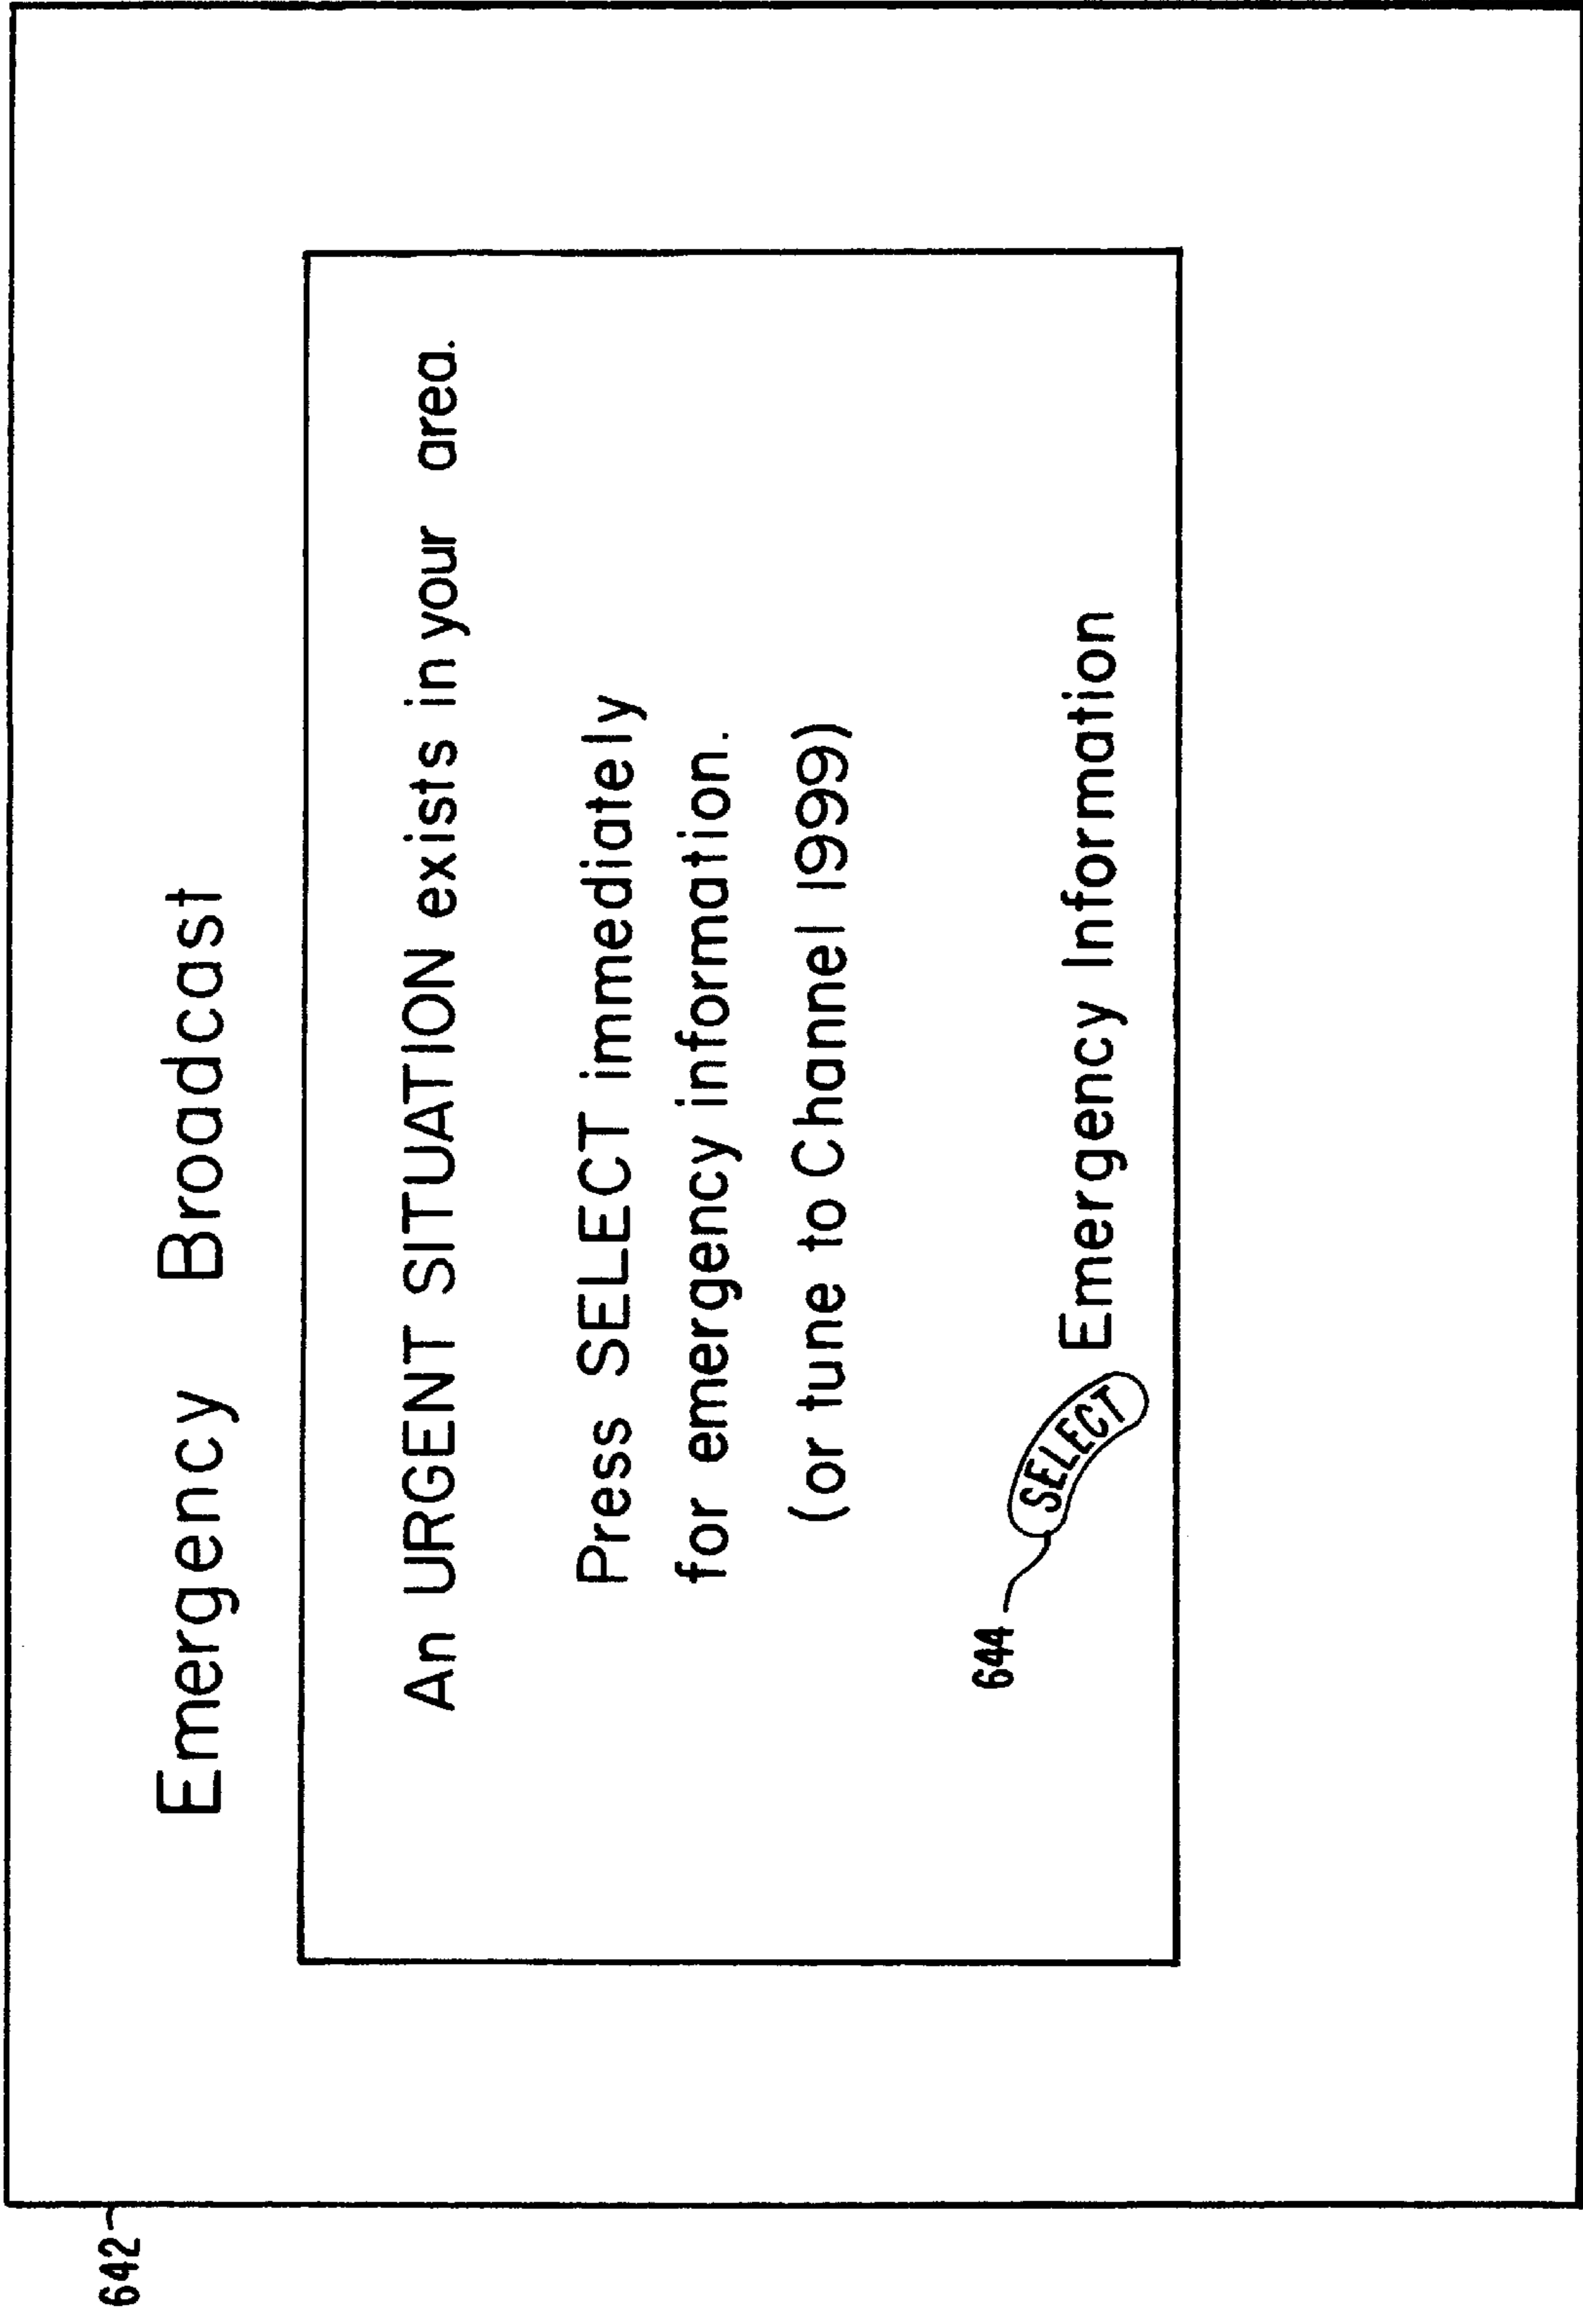 642
Emergency Broadcast
An URGENT SITUATION exists in your area.
Press SELECT immediately
for emergency information.
(or tune to Channel 1999)
644
SELECT Emergency Information